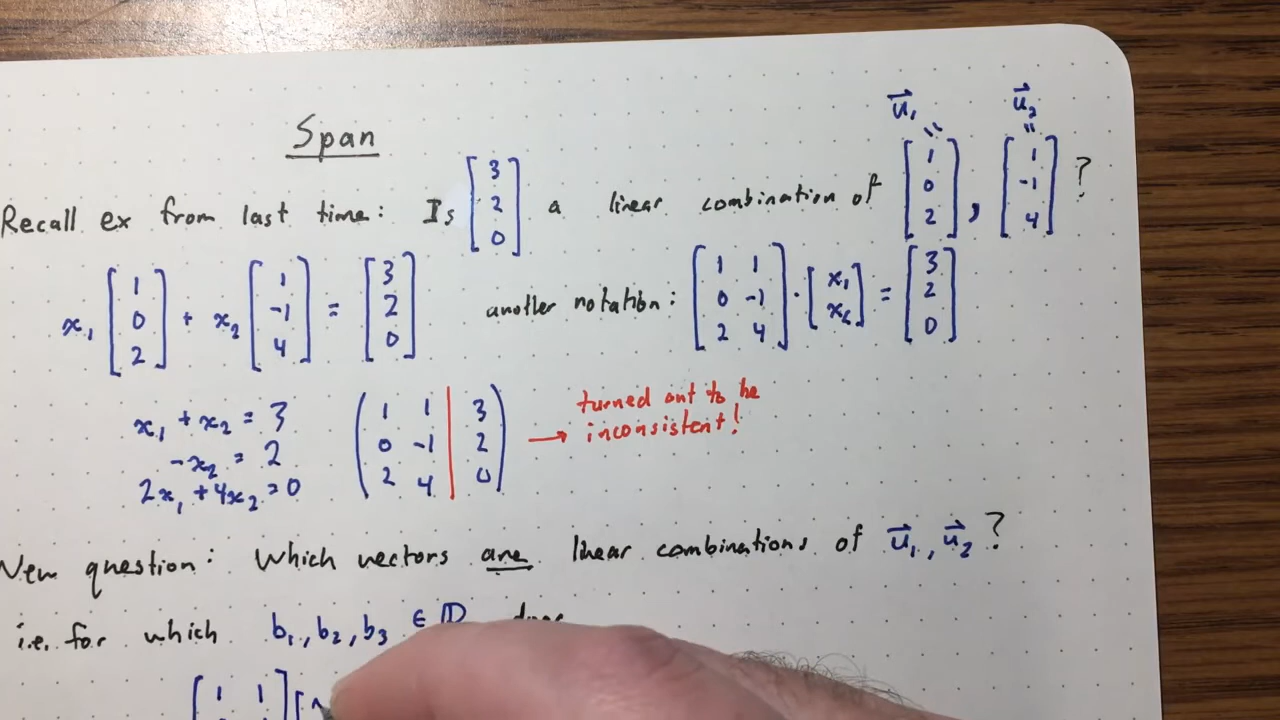 Span
u⃗₁ u⃗₂
Recall ex from last time: Is [3 2 0] a linear combination of [1 0 2], [1 -1 4]?
x₁ [1 0 2] + x₂ [1 -1 4] = [3 2 0] another notation: [1 1; 0 -1; 2 4] · [x₁ x₂] = [3 2 0]
x₁ + x₂ = 3
-x₂ = 2
2x₁ + 4x₂ = 0
(1 1 | 3
0 -1 | 2
2 4 | 0) → turned out to be
inconsistent!
New question: Which vectors are linear combinations of u⃗₁, u⃗₂?
i.e. for which b₁, b₂, b₃ ∈
[1 1] [